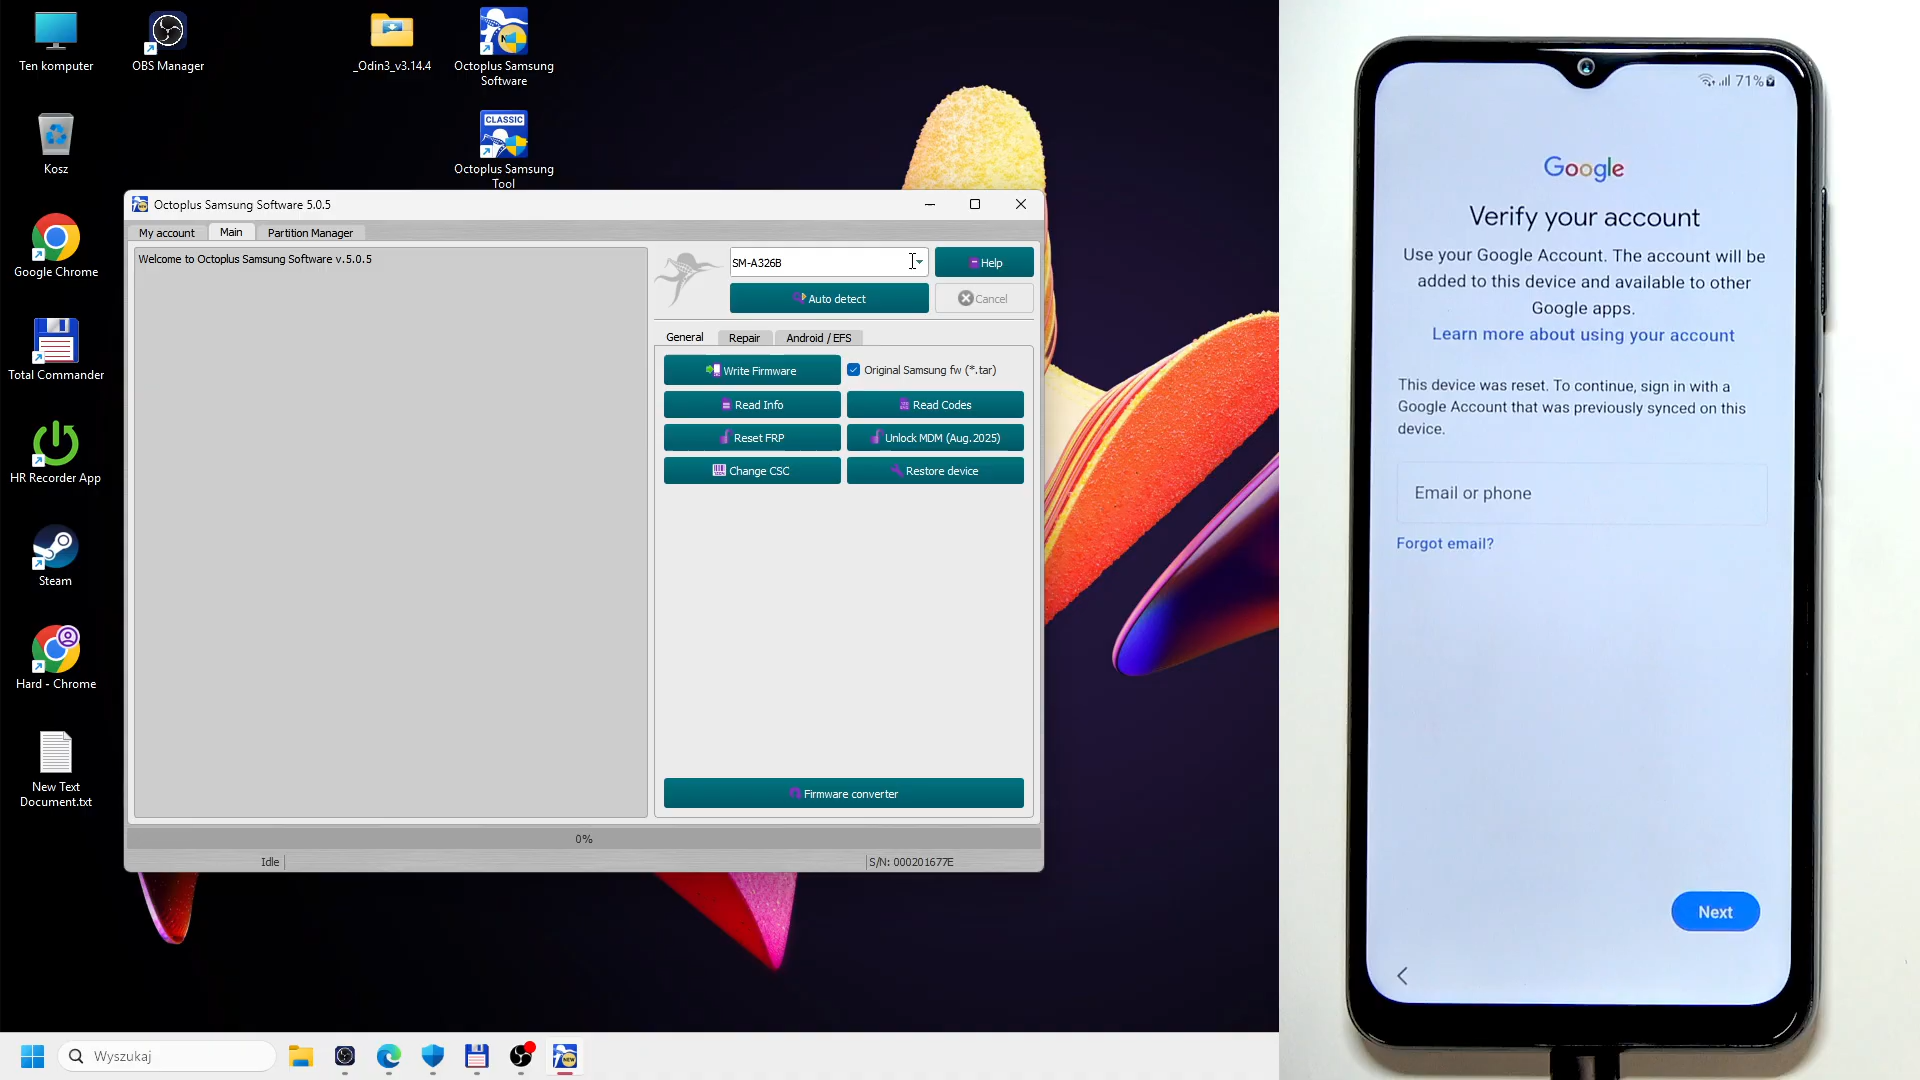 Ten komputer
OBS Manager
_Odin3_v3.14.4
Octoplus Samsung
Software
Kosz
CLASSIC
Octoplus Samsung
Tool
Google Chrome
Total Commander
HR Recorder App
Steam
Hard - Chrome
New Text
Document.txt
Octoplus Samsung Software 5.0.5
My account
Main
Partition Manager
Welcome to Octoplus Samsung Software v.5.0.5
SM-A326B
Help
Auto detect
Cancel
General
Repair
Android / EFS
Write Firmware
Original Samsung fw (*.tar)
Read Info
Read Codes
Reset FRP
Unlock MDM (Aug.2025)
Change CSC
Restore device
Firmware converter
0%
Idle
S/N: 000201677E
Wyszukaj
NEW
71%
Google
Verify your account
Use your Google Account. The account will be
added to this device and available to other
Google apps.
Learn more about using your account
This device was reset. To continue, sign in with a
Google Account that was previously synced on this
device.
Email or phone
Forgot email?
Next